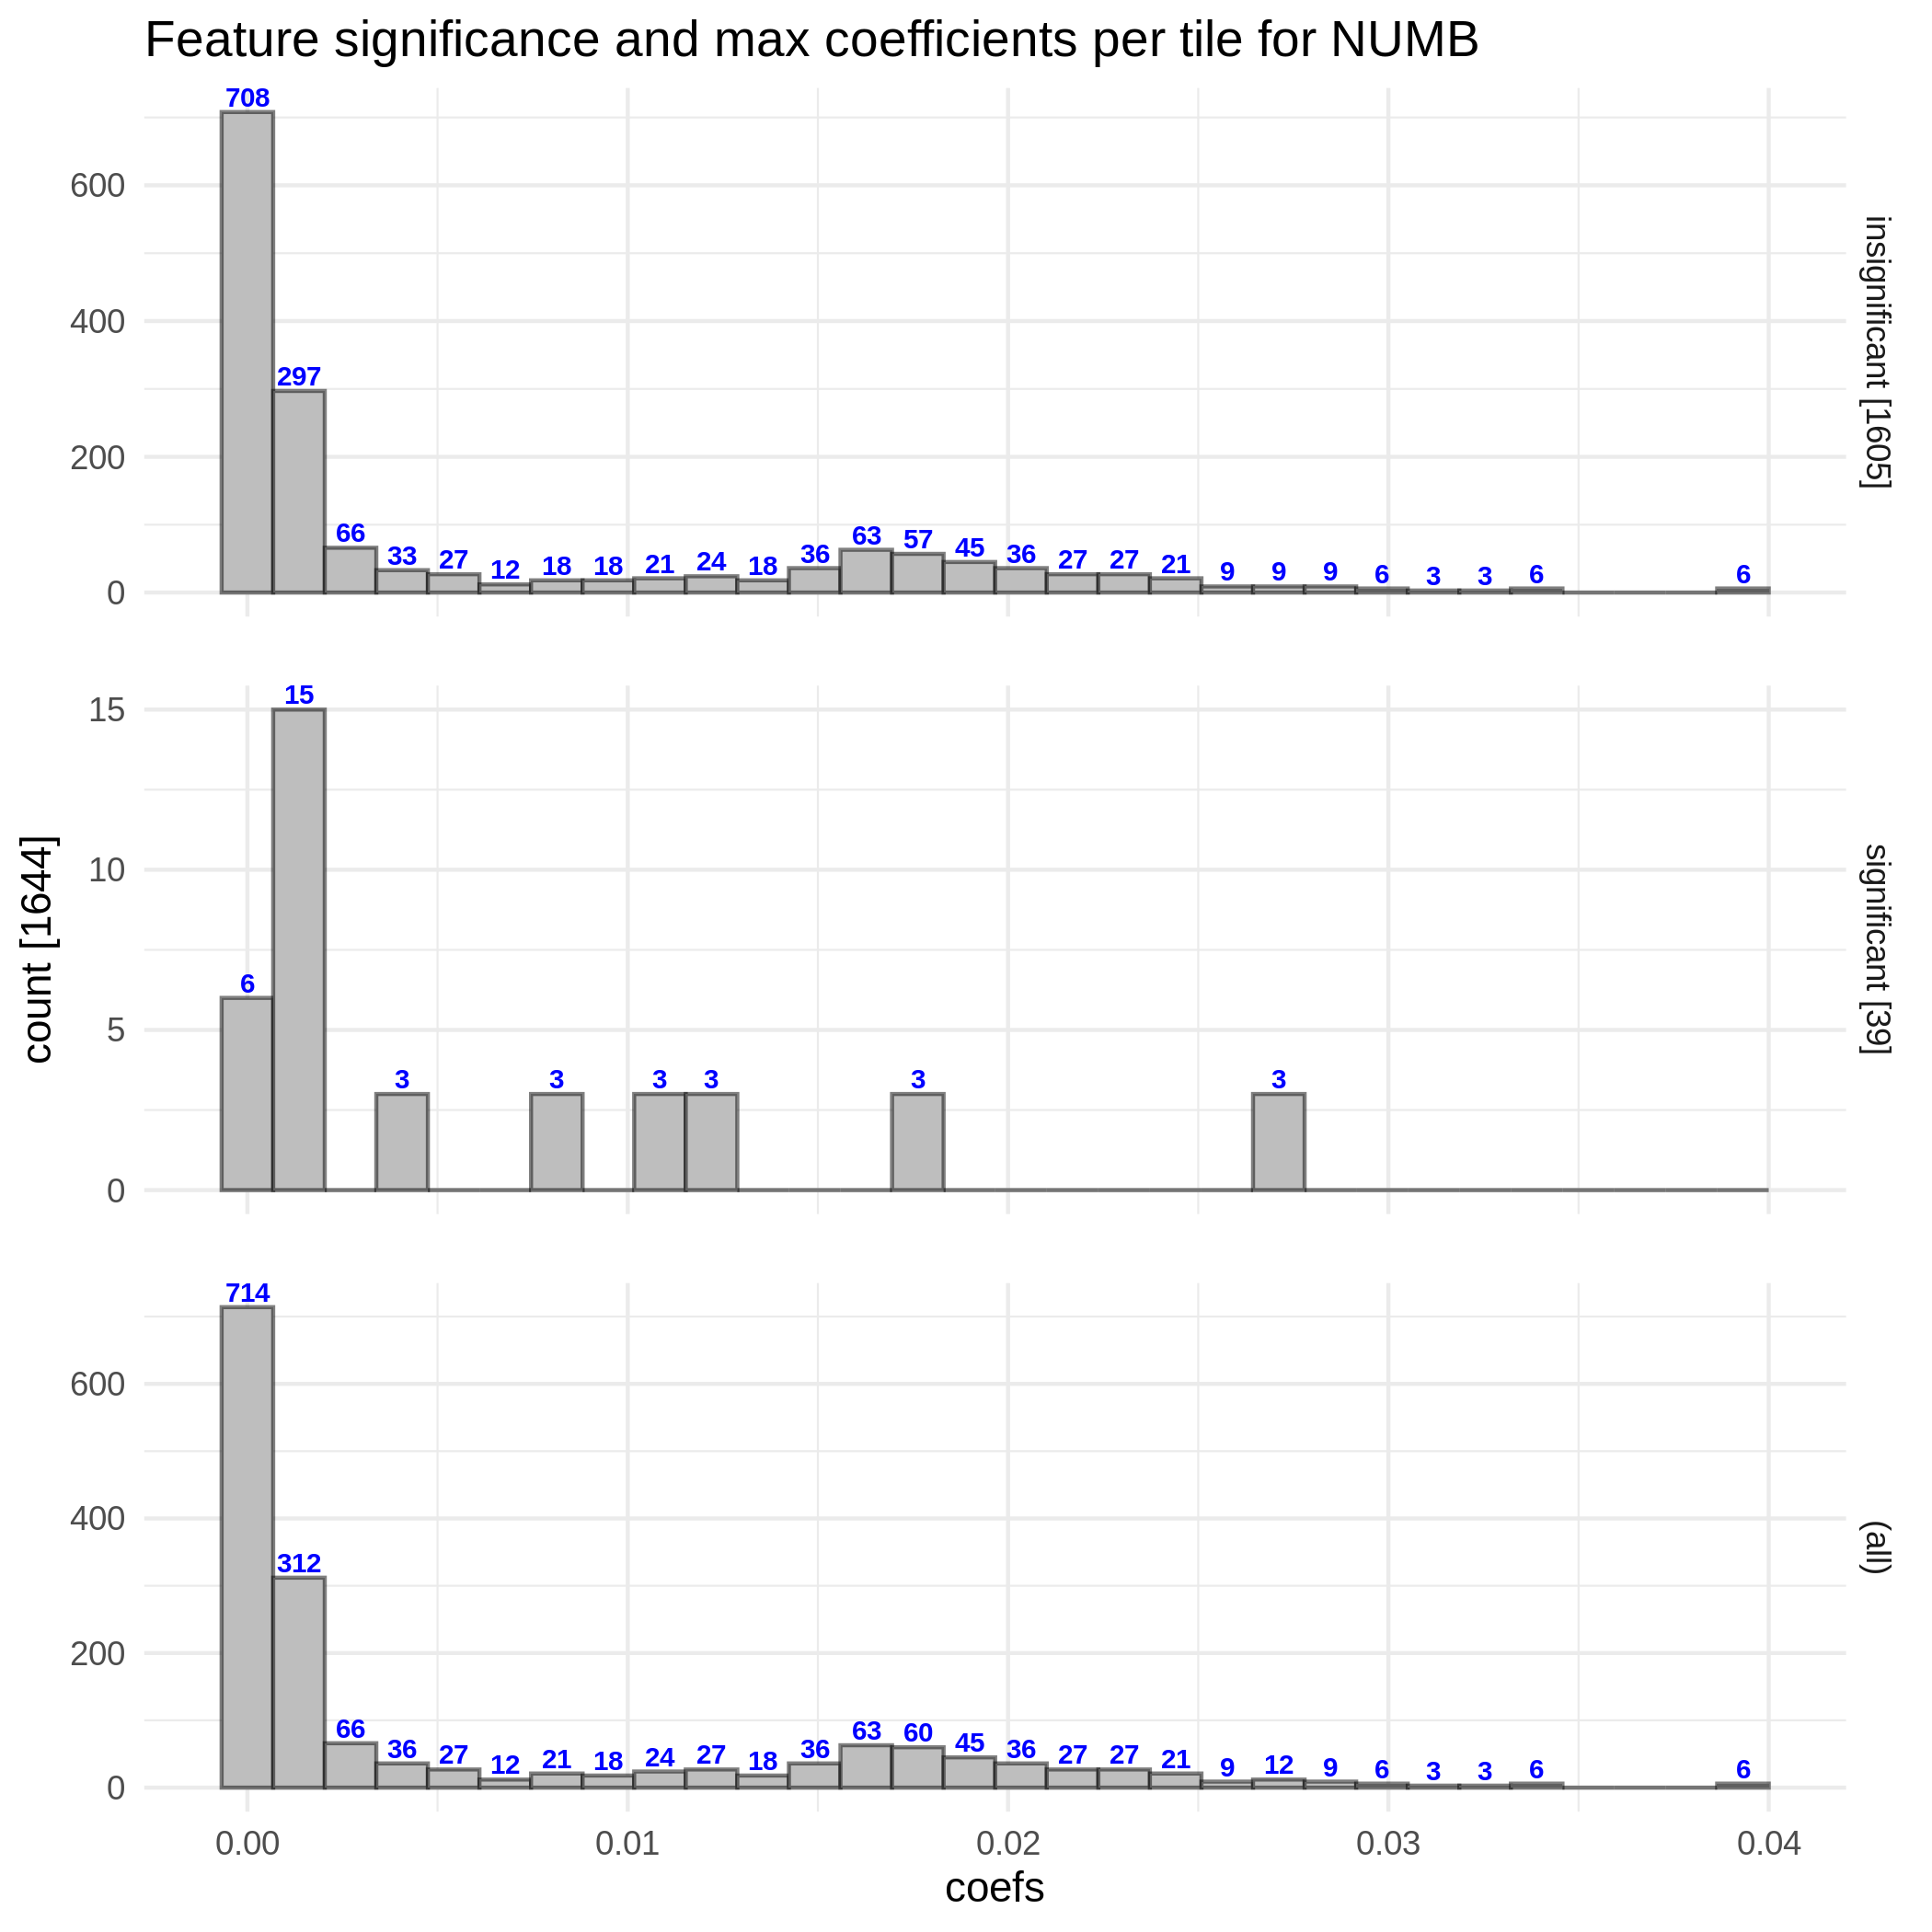 Feature significance and max coefficients per tile for NUMB
708
297
66 33 27 12 18 18 21 24 18 36 63 57 45 36 27 27 21 9 9 9 6 3 3 6 6
600
400
200
0
insignificant [1605]
15
6
3 3 3 3 3 3
15
10
5
0
significant [39]
count [1644]
714
312
66 36 27 12 21 18 24 27 18 36 63 60 45 36 27 27 21 9 12 9 6 3 3 6 6
600
400
200
0
(all)
0.00 0.01 0.02 0.03 0.04
coefs